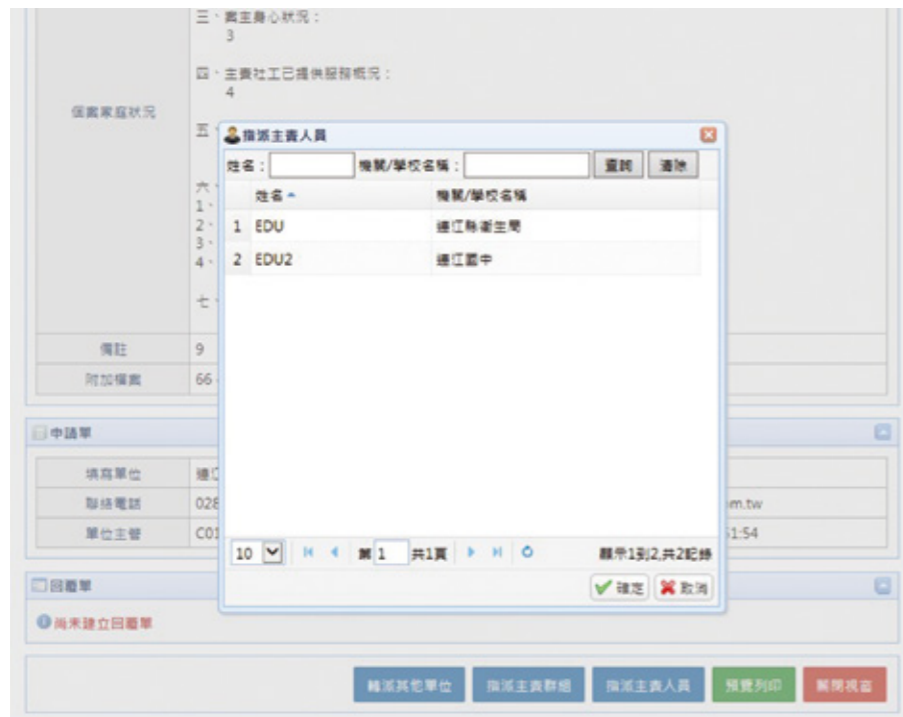 三、案主身心狀況：
3
四、主責社工已提供服務概況：
4
個案家庭狀況
五、
六、
1、
2、
3、
4、
七、
備註 9
附加檔案 66
指派主責人員
姓名： 機關/學校名稱： 查詢 清除
姓名 機關/學校名稱
1 EDU 連江縣衛生局
2 EDU2 連江國中
10 第 1 共1頁 顯示1到2,共2記錄
確定 取消
申請單
填寫單位 連江
聯絡電話 028 om.tw
單位主管 C01 51:54
回覆單
尚未建立回覆單
轉派其他單位 指派主責群組 指派主責人員 預覽列印 關閉視窗